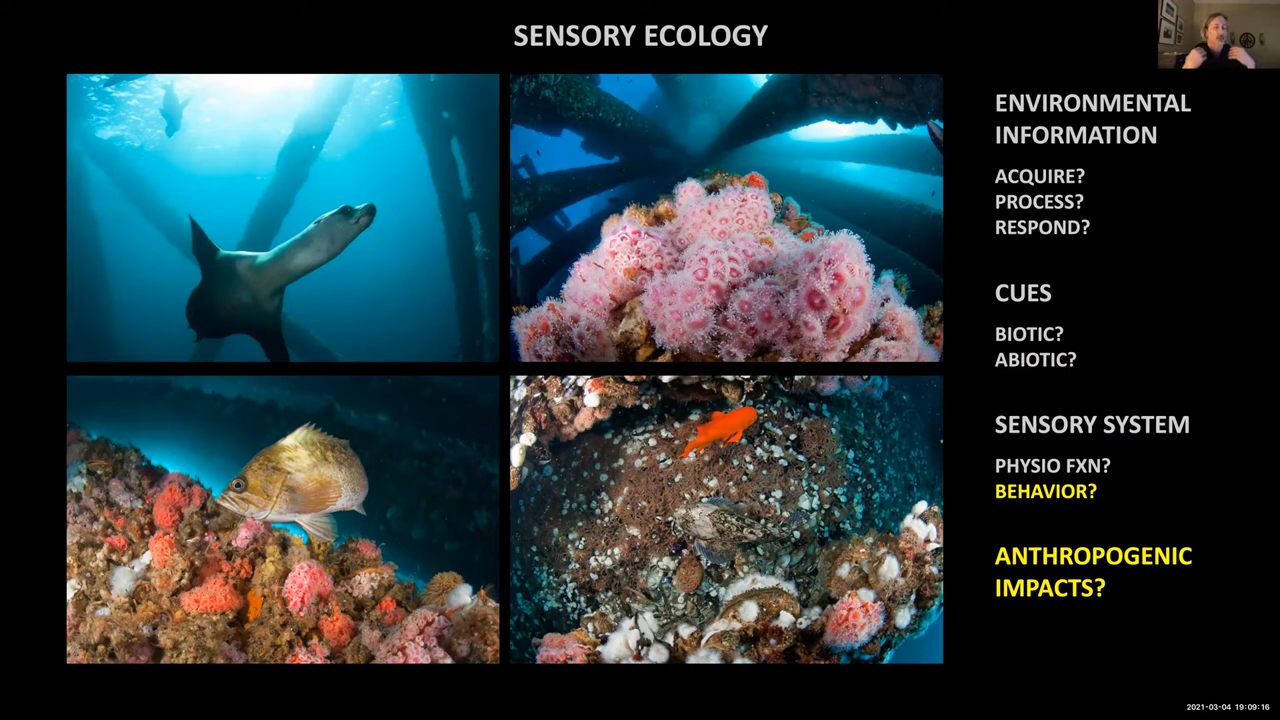 SENSORY ECOLOGY
ENVIRONMENTAL
INFORMATION
ACQUIRE?
PROCESS?
RESPOND?
CUES
BIOTIC?
ABIOTIC?
SENSORY SYSTEM
PHYSIO FXN?
BEHAVIOR?
ANTHROPOGENIC
IMPACTS?
2021-03-04 19:09:16